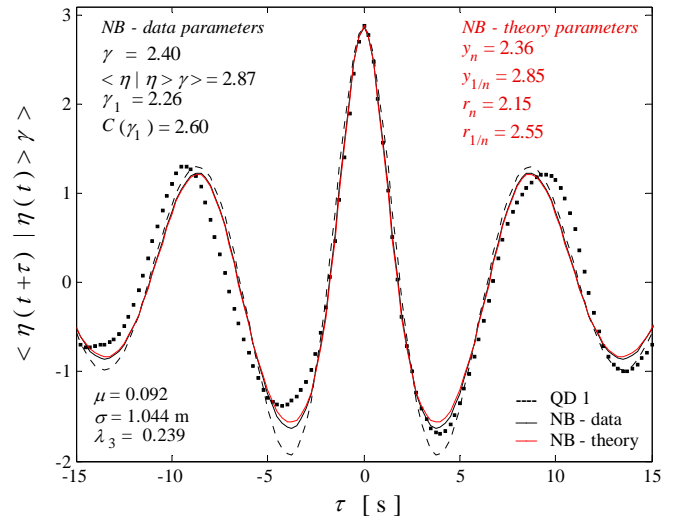 NB - data parameters
γ = 2.40
< η | η > γ > = 2.87
γ1 = 2.26
C(γ1) = 2.60
NB - theory parameters
yn = 2.36
y1/n = 2.85
rn = 2.15
r1/n = 2.55
3
2
1
0
-1
-2
< η ( t + τ ) | η ( t ) > γ >
μ = 0.092
σ = 1.044 m
λ3 = 0.239
QD 1
NB - data
NB - theory
-15
-10
-5
0
5
10
15
τ [ s ]